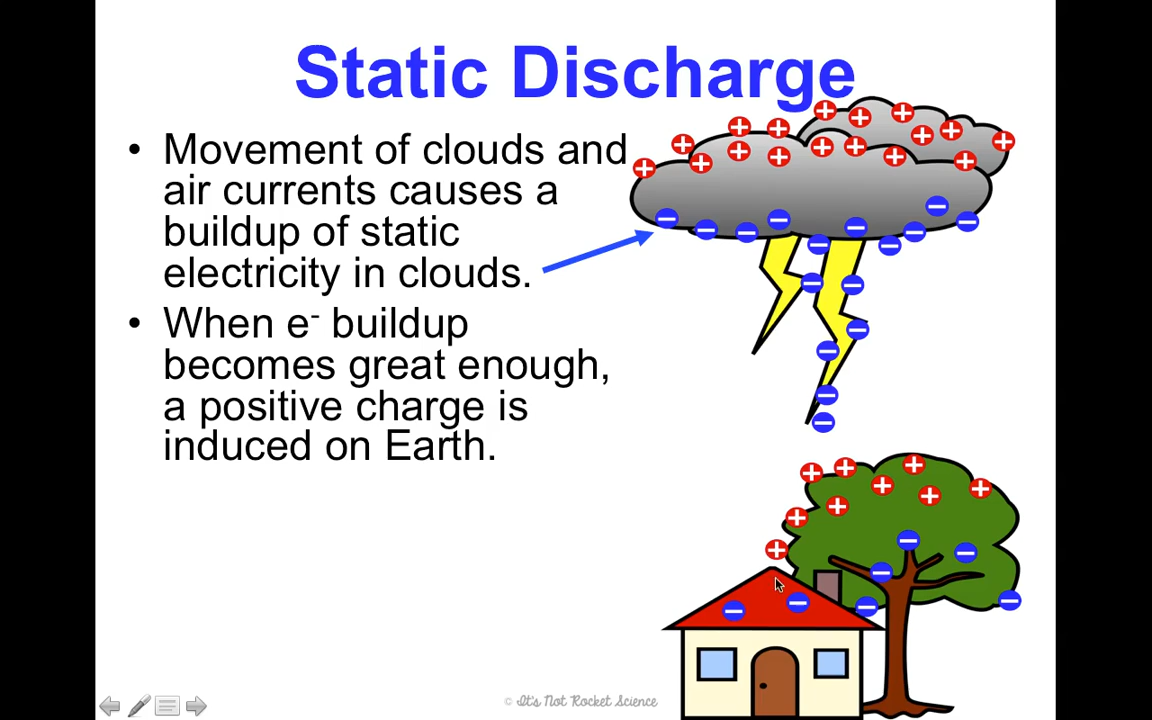 Static Discharge
• Movement of clouds and
air currents causes a
buildup of static
electricity in clouds.
• When e⁻ buildup
becomes great enough,
a positive charge is
induced on Earth.
© It's Not Rocket Science